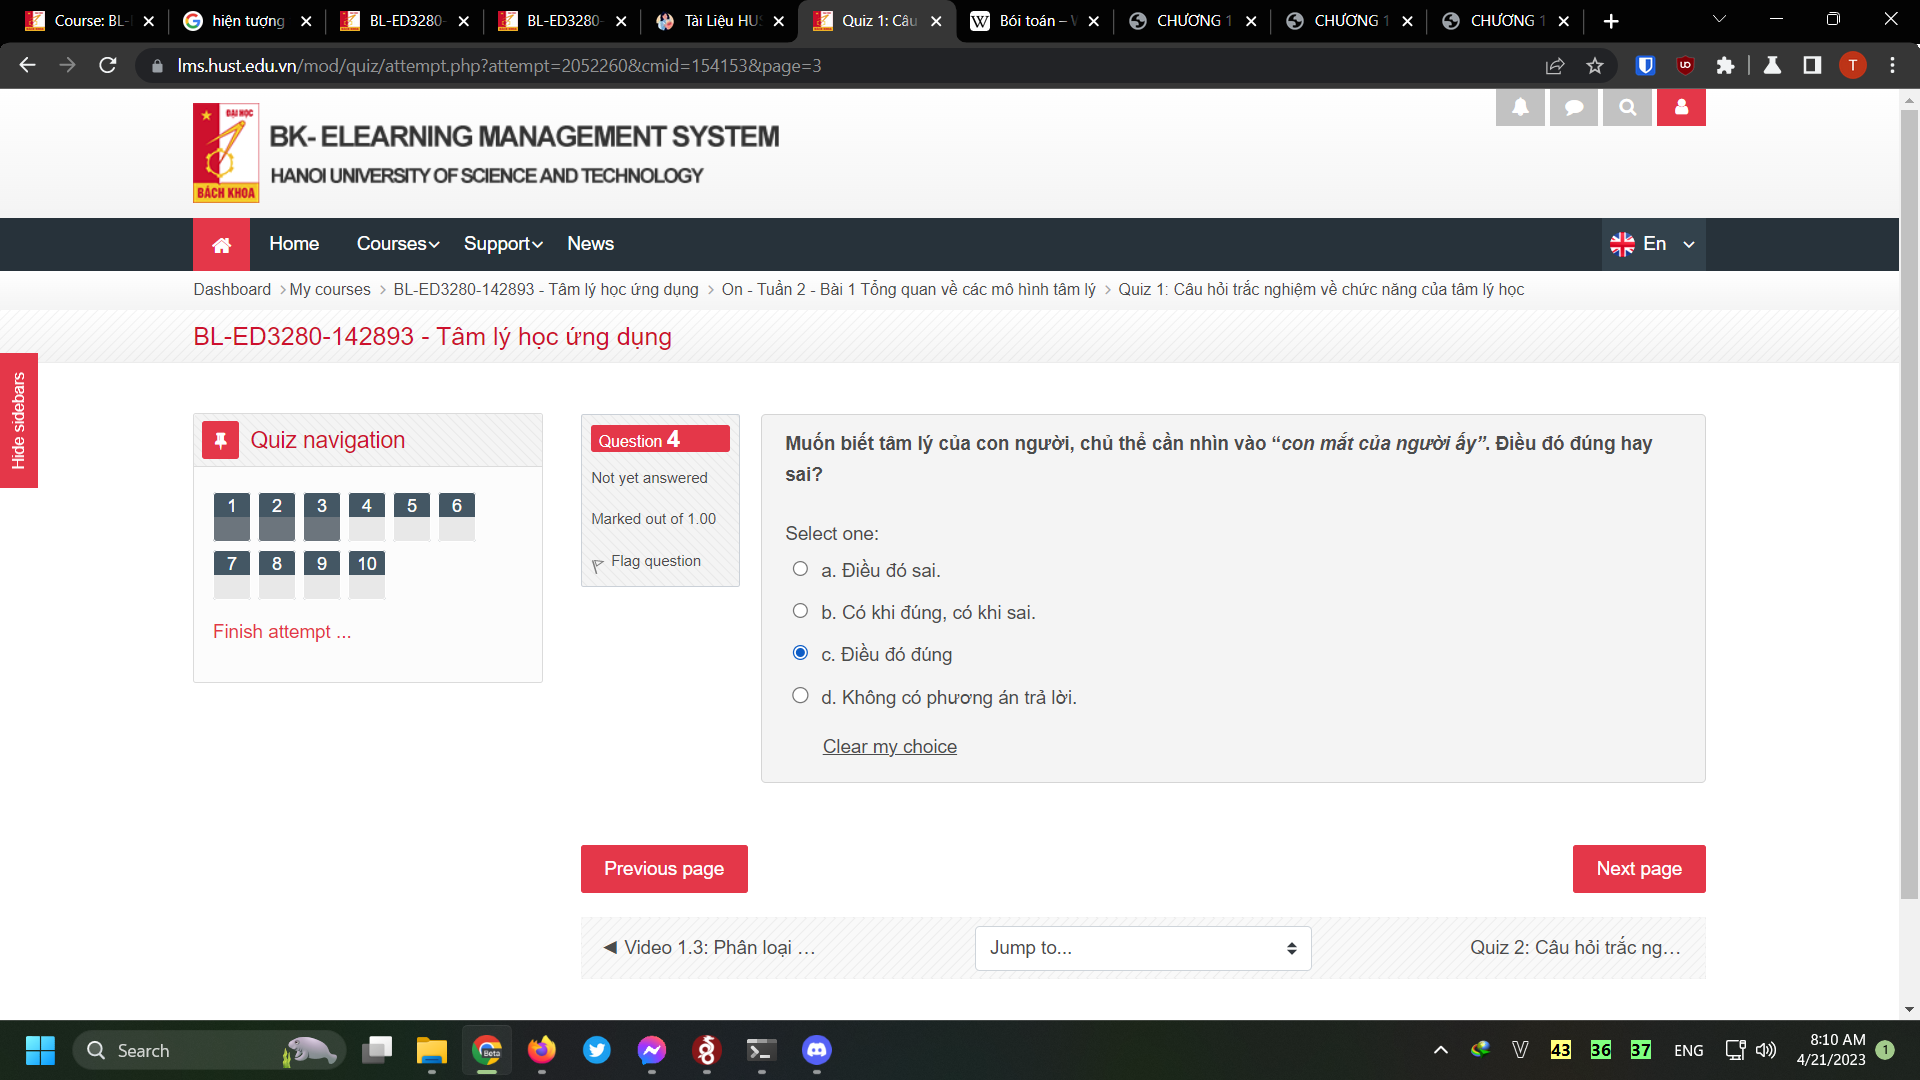 Course: BL-
hiện tượng
BL-ED3280-
BL-ED3280-
Tài Liệu HUS
Quiz 1: Câu
Bói toán – W
CHƯƠNG 1
CHƯƠNG 1
CHƯƠNG 1
lms.hust.edu.vn/mod/quiz/attempt.php?attempt=2052260&cmid=154153&page=3
T
ĐẠI HỌC
BÁCH KHOA
BK- ELEARNING MANAGEMENT SYSTEM
HANOI UNIVERSITY OF SCIENCE AND TECHNOLOGY
Home
Courses
Support
News
En
Dashboard > My courses > BL-ED3280-142893 - Tâm lý học ứng dụng > On - Tuần 2 - Bài 1 Tổng quan về các mô hình tâm lý > Quiz 1: Câu hỏi trắc nghiệm về chức năng của tâm lý học
BL-ED3280-142893 - Tâm lý học ứng dụng
Hide sidebars
Quiz navigation
1 2 3 4 5 6
7 8 9 10
Finish attempt ...
Question 4
Not yet answered
Marked out of 1.00
Flag question
Muốn biết tâm lý của con người, chủ thể cần nhìn vào “con mắt của người ấy”. Điều đó đúng hay
sai?
Select one:
a. Điều đó sai.
b. Có khi đúng, có khi sai.
c. Điều đó đúng
d. Không có phương án trả lời.
Clear my choice
Previous page
Next page
◀ Video 1.3: Phân loại …
Jump to...
Quiz 2: Câu hỏi trắc ng…
Search
Beta
43
36
37
ENG
8:10 AM
4/21/2023
1